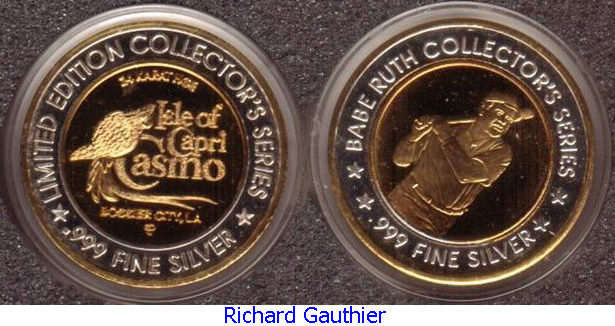 LIMITED EDITION COLLECTOR'S SERIES
Isle of
Capri
Casino
BOSSIER CITY, LA
.999 FINE SILVER
BABE RUTH COLLECTOR'S SERIES
.999 FINE SILVER
Richard Gauthier